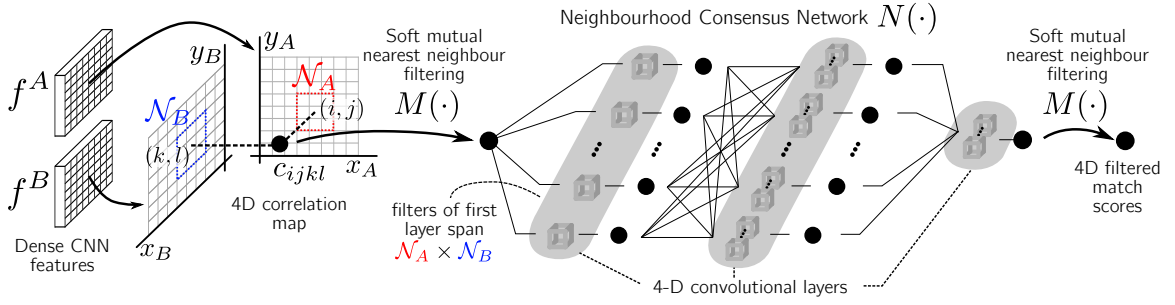 Neighbourhood Consensus Network N(·)
Soft mutual
nearest neighbour
filtering
M(·)
Soft mutual
nearest neighbour
filtering
M(·)
f^A
f^B
Dense CNN
features
y_B
x_B
N_B
(k, l)
y_A
x_A
N_A
(i, j)
c_{ijkl}
4D correlation
map
filters of first
layer span
N_A × N_B
4-D convolutional layers
4D filtered
match
scores